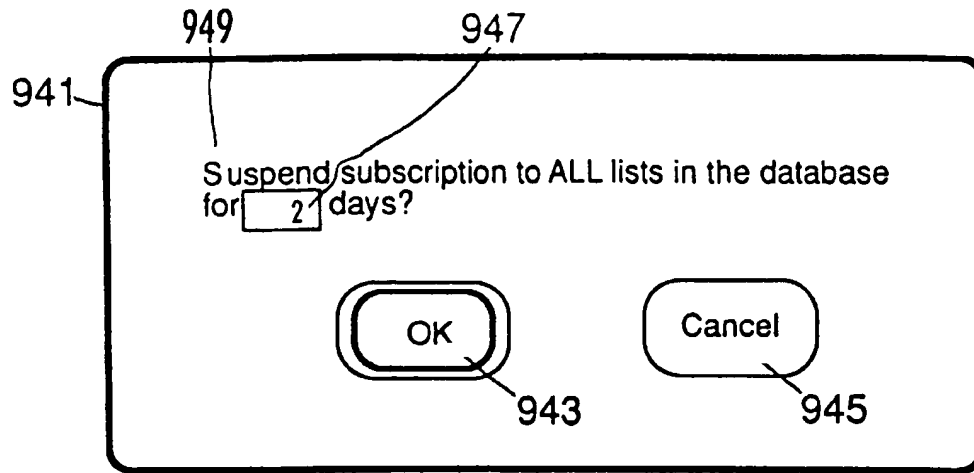 949
947
941
Suspend subscription to ALL lists in the database
for 2 days?
OK
Cancel
943
945